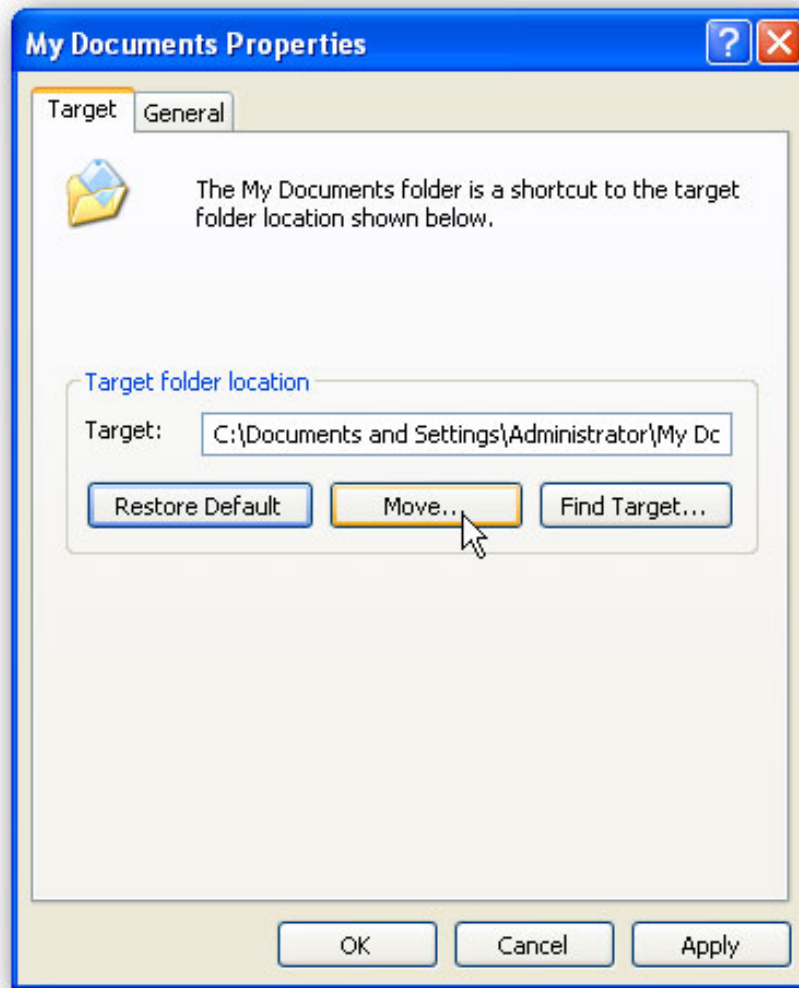 My Documents Properties
?
Target General
The My Documents folder is a shortcut to the target
folder location shown below.
Target folder location
Target: C:\Documents and Settings\Administrator\My Dc
Restore Default Move... Find Target...
OK Cancel Apply